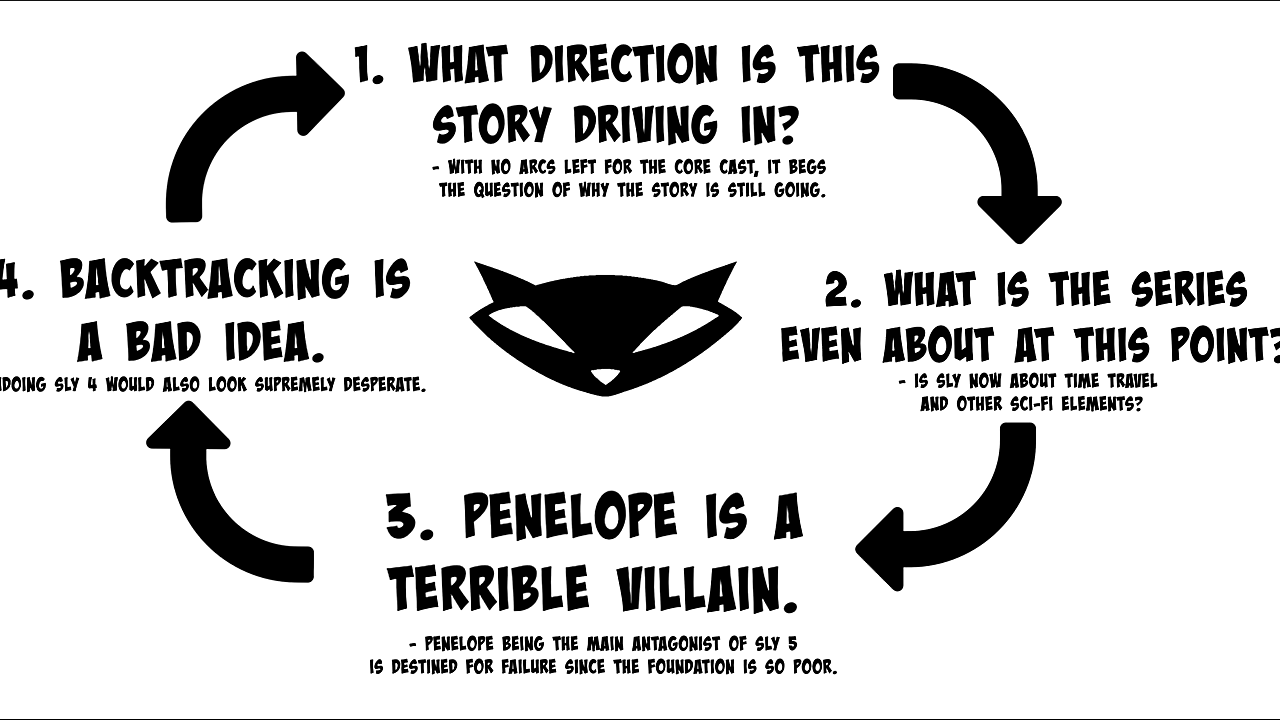 1. WHAT DIRECTION IS THIS
STORY DRIVING IN?
- WITH NO ARCS LEFT FOR THE CORE CAST, IT BEGS
THE QUESTION OF WHY THE STORY IS STILL GOING.
2. WHAT IS THE SERIES
EVEN ABOUT AT THIS POINT?
- IS SLY NOW ABOUT TIME TRAVEL
AND OTHER SCI-FI ELEMENTS?
3. PENELOPE IS A
TERRIBLE VILLAIN.
- PENELOPE BEING THE MAIN ANTAGONIST OF SLY 5
IS DESTINED FOR FAILURE SINCE THE FOUNDATION IS SO POOR.
4. BACKTRACKING IS
A BAD IDEA.
SLY 4 WOULD ALSO LOOK SUPREMELY DESPERATE.